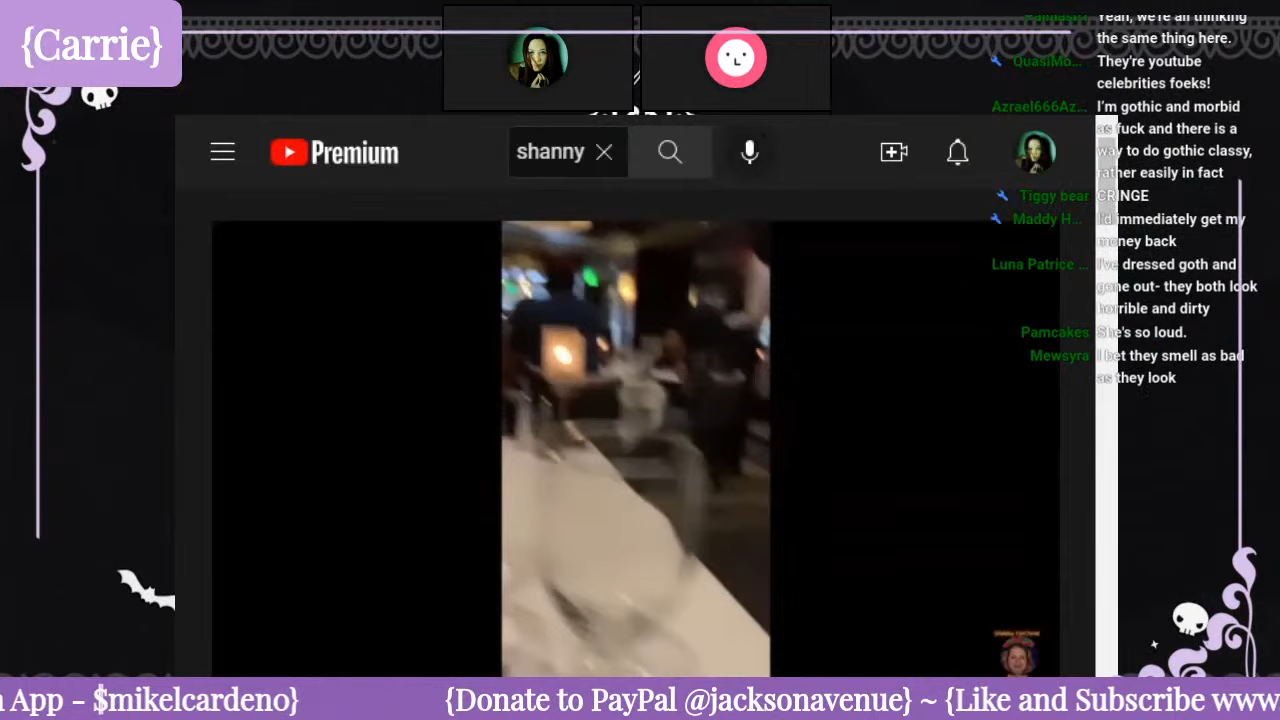 {Carrie}
Yeah, we're all thinking
the same thing here.
QuasiMo... They're youtube
celebrities foeks!
Azrael666Az... I'm gothic and morbid
as fuck and there is a
way to do gothic classy,
rather easily in fact
Tiggy bear CRINGE
Maddy H... I'd immediately get my
money back
Luna Patrice ... I've dressed goth and
gone out- they both look
horrible and dirty
Pamcakes She's so loud.
Mewsyra I bet they smell as bad
as they look
Premium
shanny
App - $mikelcardeno}
{Donate to PayPal @jacksonavenue} ~ {Like and Subscribe www